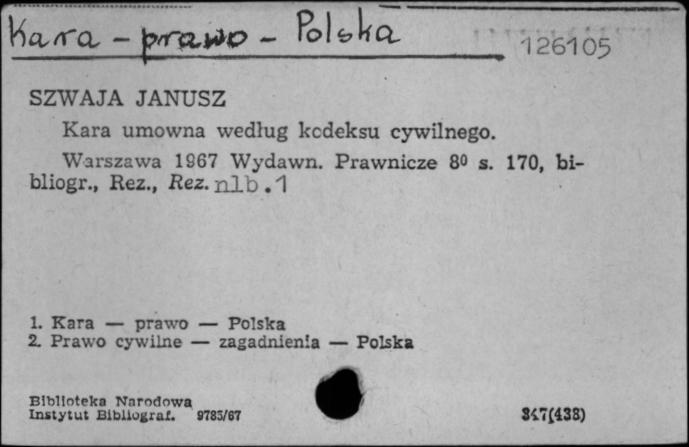 Kara - prawo - Polska
126105
SZWAJA JANUSZ
Kara umowna według kodeksu cywilnego.
Warszawa 1967 Wydawn. Prawnicze 8⁰ s. 170, bi-
bliogr., Rez., Rez. nlb.1
1. Kara — prawo — Polska
2. Prawo cywilne — zagadnienia — Polska
Biblioteka Narodowa
Instytut Bibliograf. 9785/67
347(438)